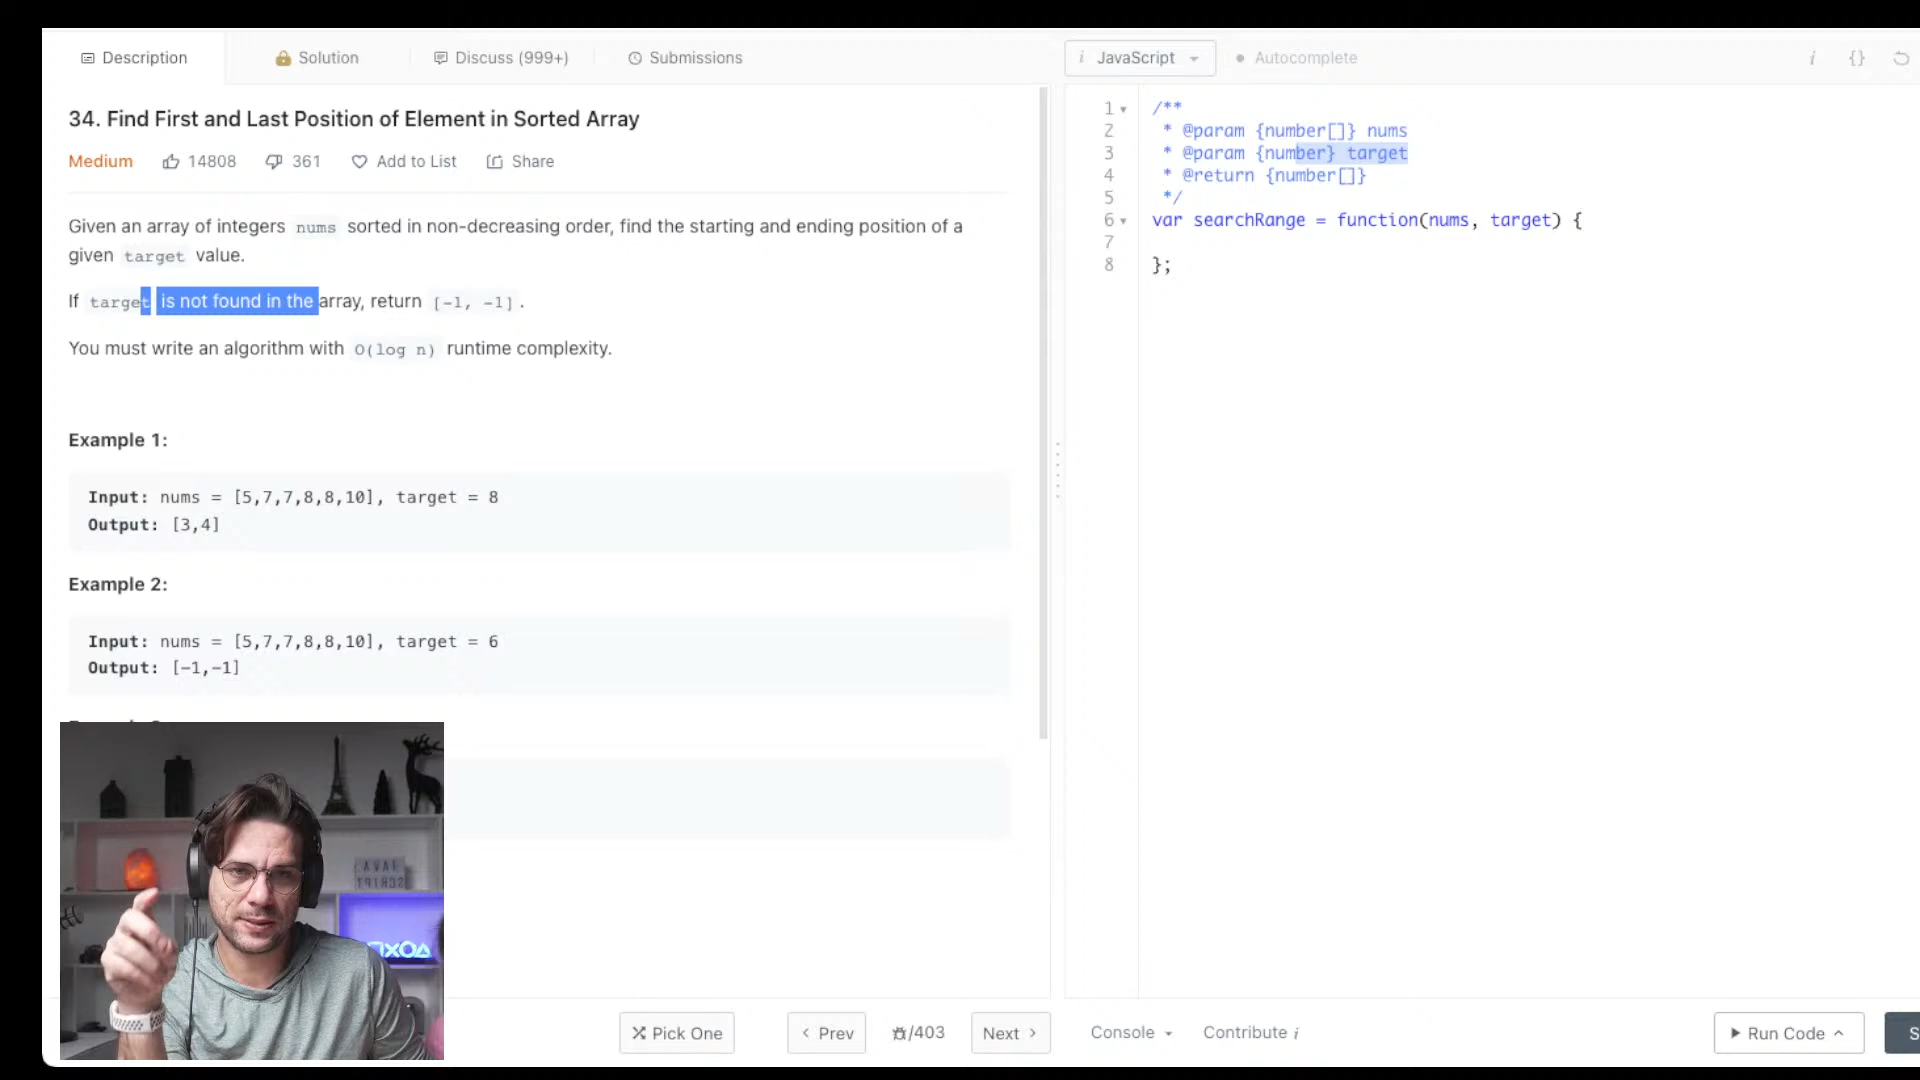 Description
Solution
Discuss (999+)
Submissions
34. Find First and Last Position of Element in Sorted Array
Medium
14808
361
Add to List
Share
Given an array of integers nums sorted in non-decreasing order, find the starting and ending position of a
given target value.
If target is not found in the array, return [-1, -1].
You must write an algorithm with O(log n) runtime complexity.
Example 1:
Input: nums = [5,7,7,8,8,10], target = 8
Output: [3,4]
Example 2:
Input: nums = [5,7,7,8,8,10], target = 6
Output: [-1,-1]
Pick One
Prev
/403
Next
i JavaScript
Autocomplete
i {}
1 /**
2 * @param {number[]} nums
3 * @param {number} target
4 * @return {number[]}
5 */
6 var searchRange = function(nums, target) {
7
8 };
Console
Contribute i
Run Code